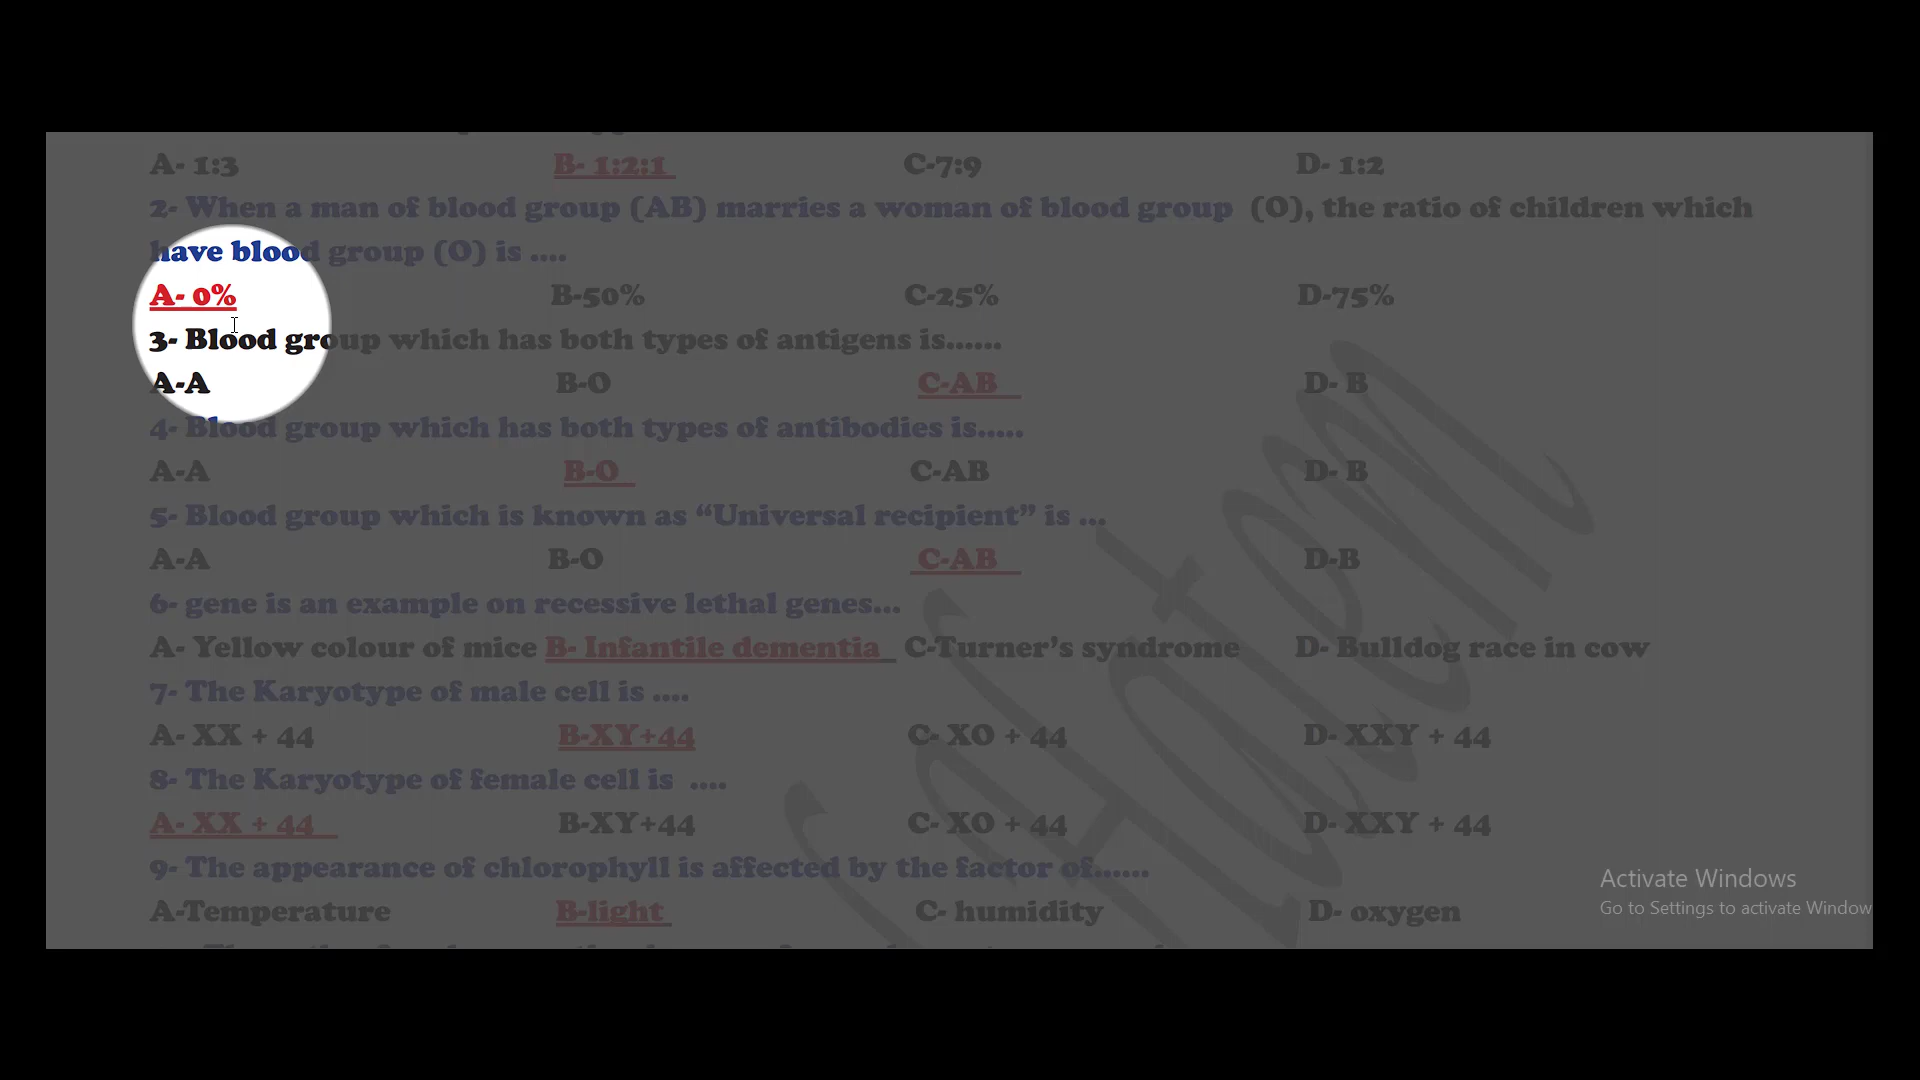 A- 1:3 B- 1:2:1 C-7:9 D- 1:2
2- When a man of blood group (AB) marries a woman of blood group (O), the ratio of children which
have blood group (O) is ....
A- 0% B-50% C-25% D-75%
3- Blood group which has both types of antigens is......
A-A B-O C-AB D- B
4- Blood group which has both types of antibodies is.....
A-A B-O C-AB D- B
5- Blood group which is known as “Universal recipient” is ...
A-A B-O C-AB D-B
6- gene is an example on recessive lethal genes...
A- Yellow colour of mice B- Infantile dementia C-Turner’s syndrome D- Bulldog race in cow
7- The Karyotype of male cell is ....
A- XX + 44 B-XY+44 C- XO + 44 D- XXY + 44
8- The Karyotype of female cell is ....
A- XX + 44 B-XY+44 C- XO + 44 D- XXY + 44
9- The appearance of chlorophyll is affected by the factor of......
A-Temperature B-light C- humidity D- oxygen
Activate Windows
Go to Settings to activate Window